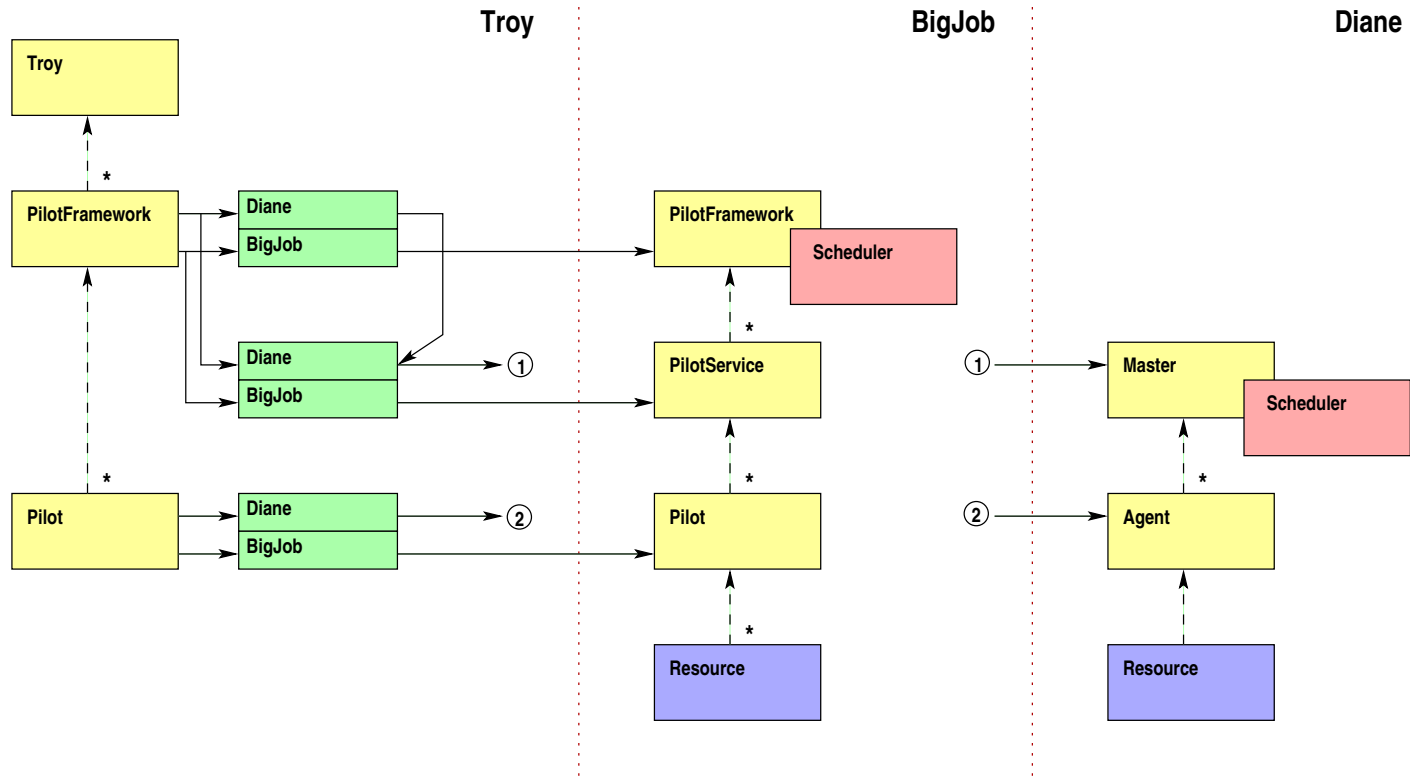 Troy
BigJob
Diane
Troy
*
PilotFramework
Diane
BigJob
PilotFramework
Scheduler
*
Diane
BigJob
1
PilotService
1
Master
Scheduler
*
*
*
Pilot
Diane
BigJob
2
Pilot
2
Agent
*
Resource
Resource